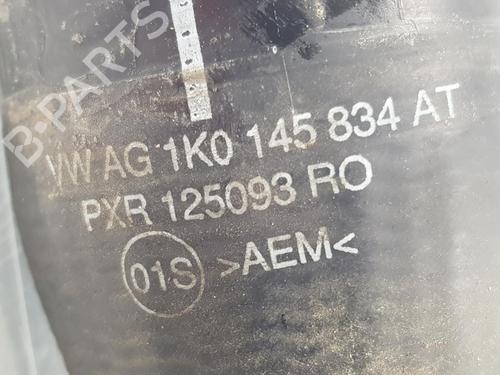 B-PARTS
VW AG 1K0 145 834 AT
PXR 125093 RO
01S >AEM<